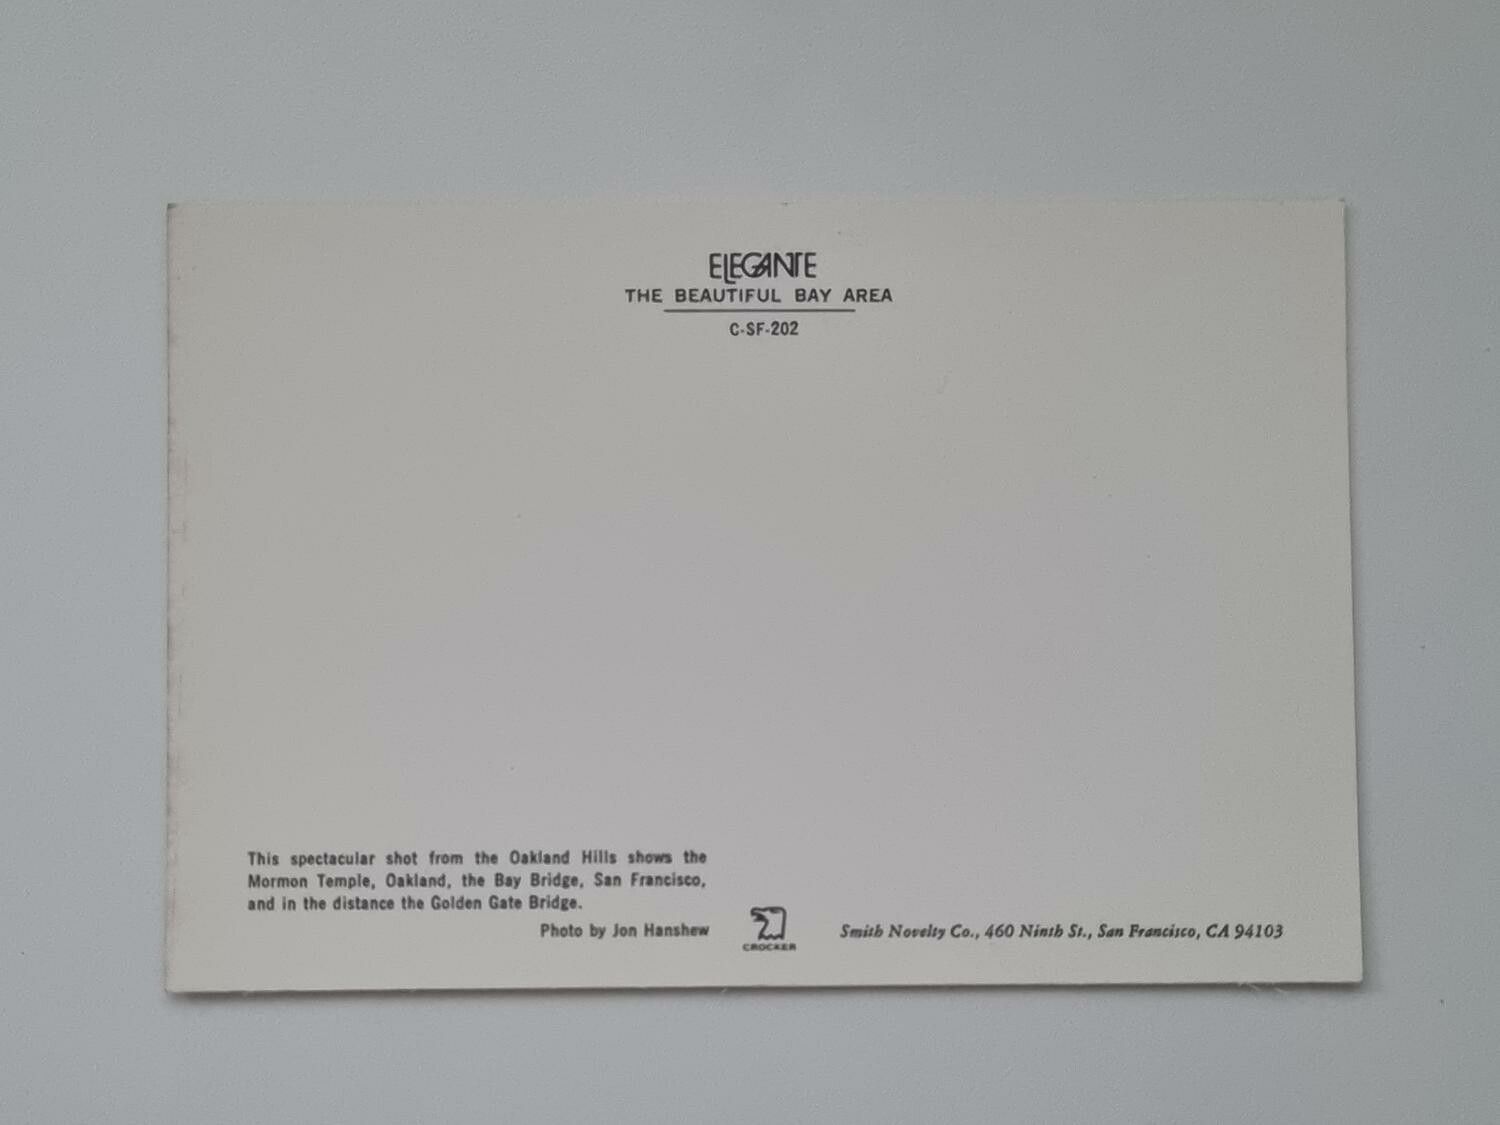 ELEGANTE
THE BEAUTIFUL BAY AREA
C-SF-202
This spectacular shot from the Oakland Hills shows the
Mormon Temple, Oakland, the Bay Bridge, San Francisco,
and in the distance the Golden Gate Bridge.
Photo by Jon Hanshew
CROCKER
Smith Novelty Co., 460 Ninth St., San Francisco, CA 94103